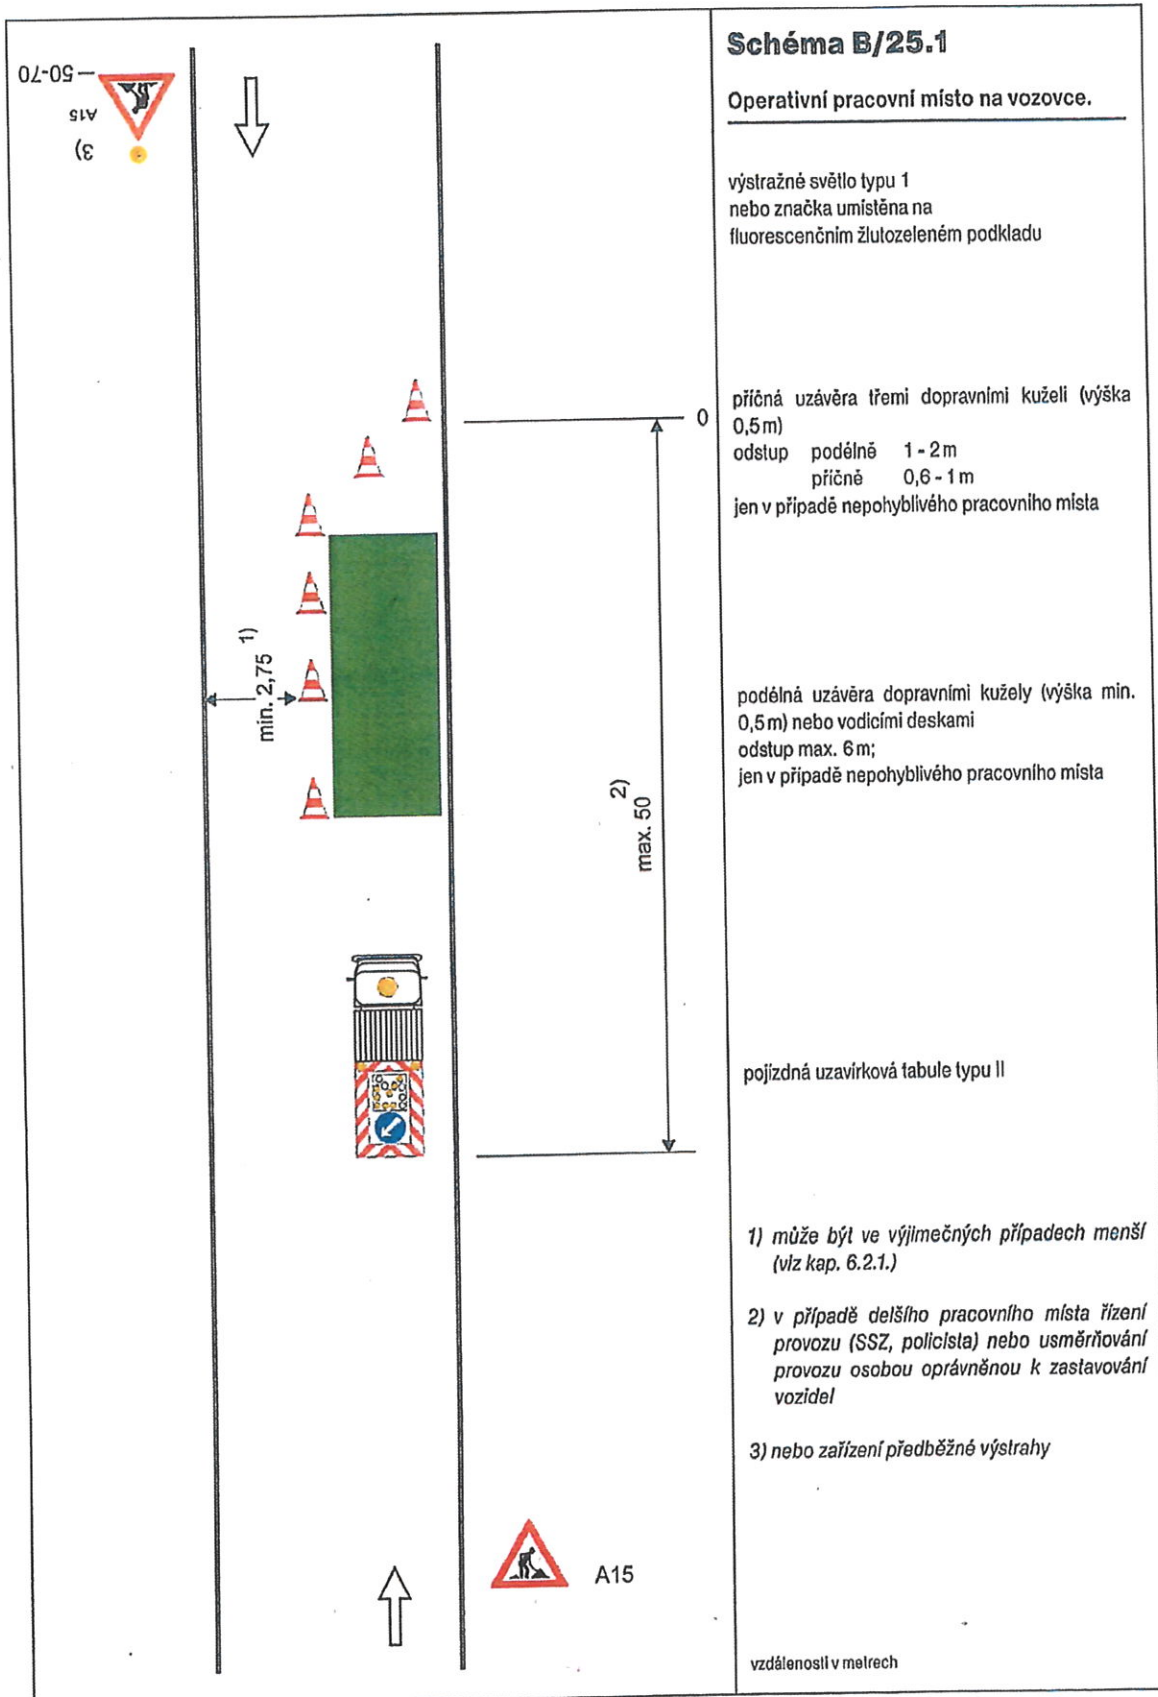 Schéma B/25.1
Operativní pracovní místo na vozovce.
50-70
A15
3)
výstražné světlo typu 1
nebo značka umístěna na
fluorescenčním žlutozeleném podkladu
0
příčná uzávěra třemi dopravními kuželi (výška
0,5 m)
odstup podélně 1 - 2 m
příčně 0,6 - 1 m
jen v případě nepohyblivého pracovního místa
min. 2,75 1)
podélná uzávěra dopravními kužely (výška min.
0,5 m) nebo vodicími deskami
odstup max. 6 m;
jen v případě nepohyblivého pracovního místa
max. 50 2)
pojízdná uzavírková tabule typu II
1) může být ve výjimečných případech menší
(viz kap. 6.2.1.)
2) v případě delšího pracovního místa řízení
provozu (SSZ, policista) nebo usměrňování
provozu osobou oprávněnou k zastavování
vozidel
3) nebo zařízení předběžné výstrahy
A15
vzdálenosti v metrech